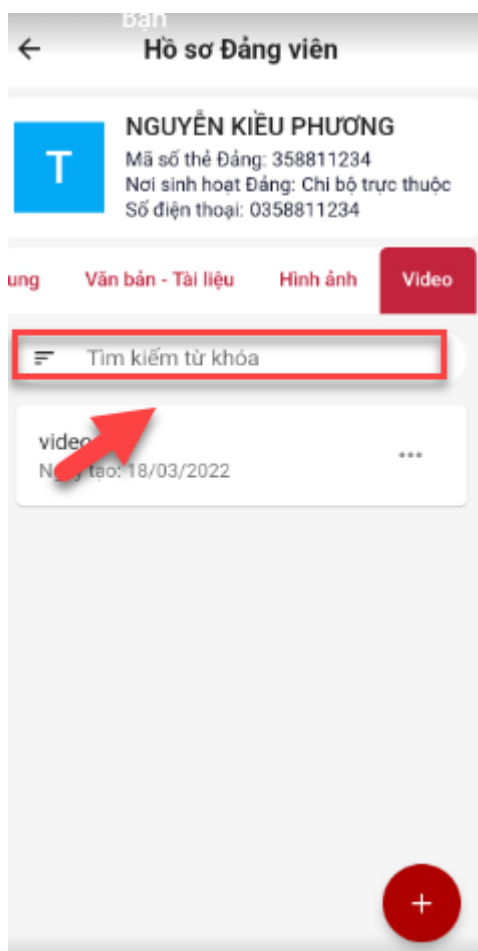 Bạn
Hồ sơ Đảng viên
T
NGUYỄN KIỀU PHƯƠNG
Mã số thẻ Đảng: 358811234
Nơi sinh hoạt Đảng: Chi bộ trực thuộc
Số điện thoại: 0358811234
ung Văn bản - Tài liệu Hình ảnh Video
Tìm kiếm từ khóa
video
tạo: 18/03/2022
+